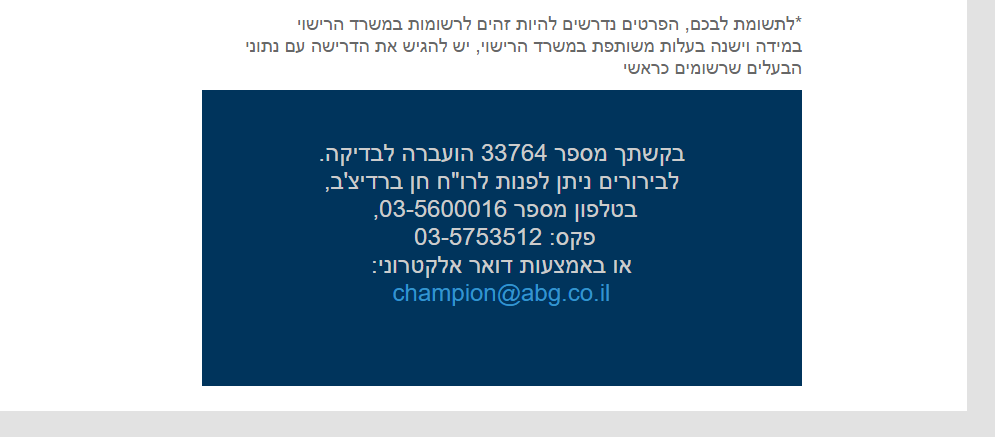 *לתשומת לבכם, הפרטים נדרשים להיות זהים לרשומות במשרד הרישוי
במידה וישנה בעלות משותפת במשרד הרישוי, יש להגיש את הדרישה עם נתוני
הבעלים שרשומים כראשי
בקשתך מספר 33764 הועברה לבדיקה.
לבירורים ניתן לפנות לרו"ח חן ברדיצ'ב,
בטלפון מספר 03-5600016,
פקס: 03-5753512
או באמצעות דואר אלקטרוני:
champion@abg.co.il